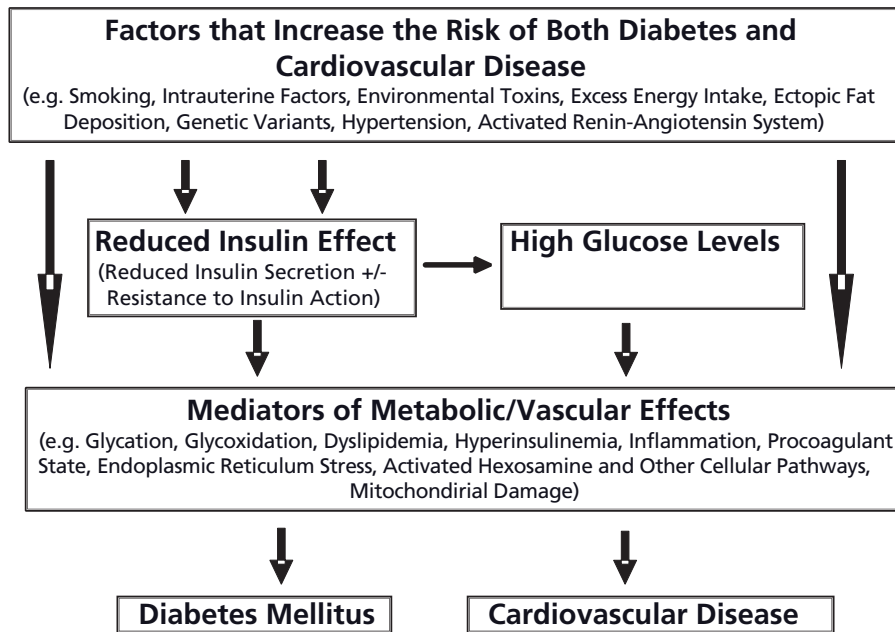 Factors that Increase the Risk of Both Diabetes and
Cardiovascular Disease
(e.g. Smoking, Intrauterine Factors, Environmental Toxins, Excess Energy Intake, Ectopic Fat
Deposition, Genetic Variants, Hypertension, Activated Renin-Angiotensin System)
Reduced Insulin Effect
(Reduced Insulin Secretion +/-
Resistance to Insulin Action)
High Glucose Levels
Mediators of Metabolic/Vascular Effects
(e.g. Glycation, Glycoxidation, Dyslipidemia, Hyperinsulinemia, Inflammation, Procoagulant
State, Endoplasmic Reticulum Stress, Activated Hexosamine and Other Cellular Pathways,
Mitochondirial Damage)
Diabetes Mellitus
Cardiovascular Disease